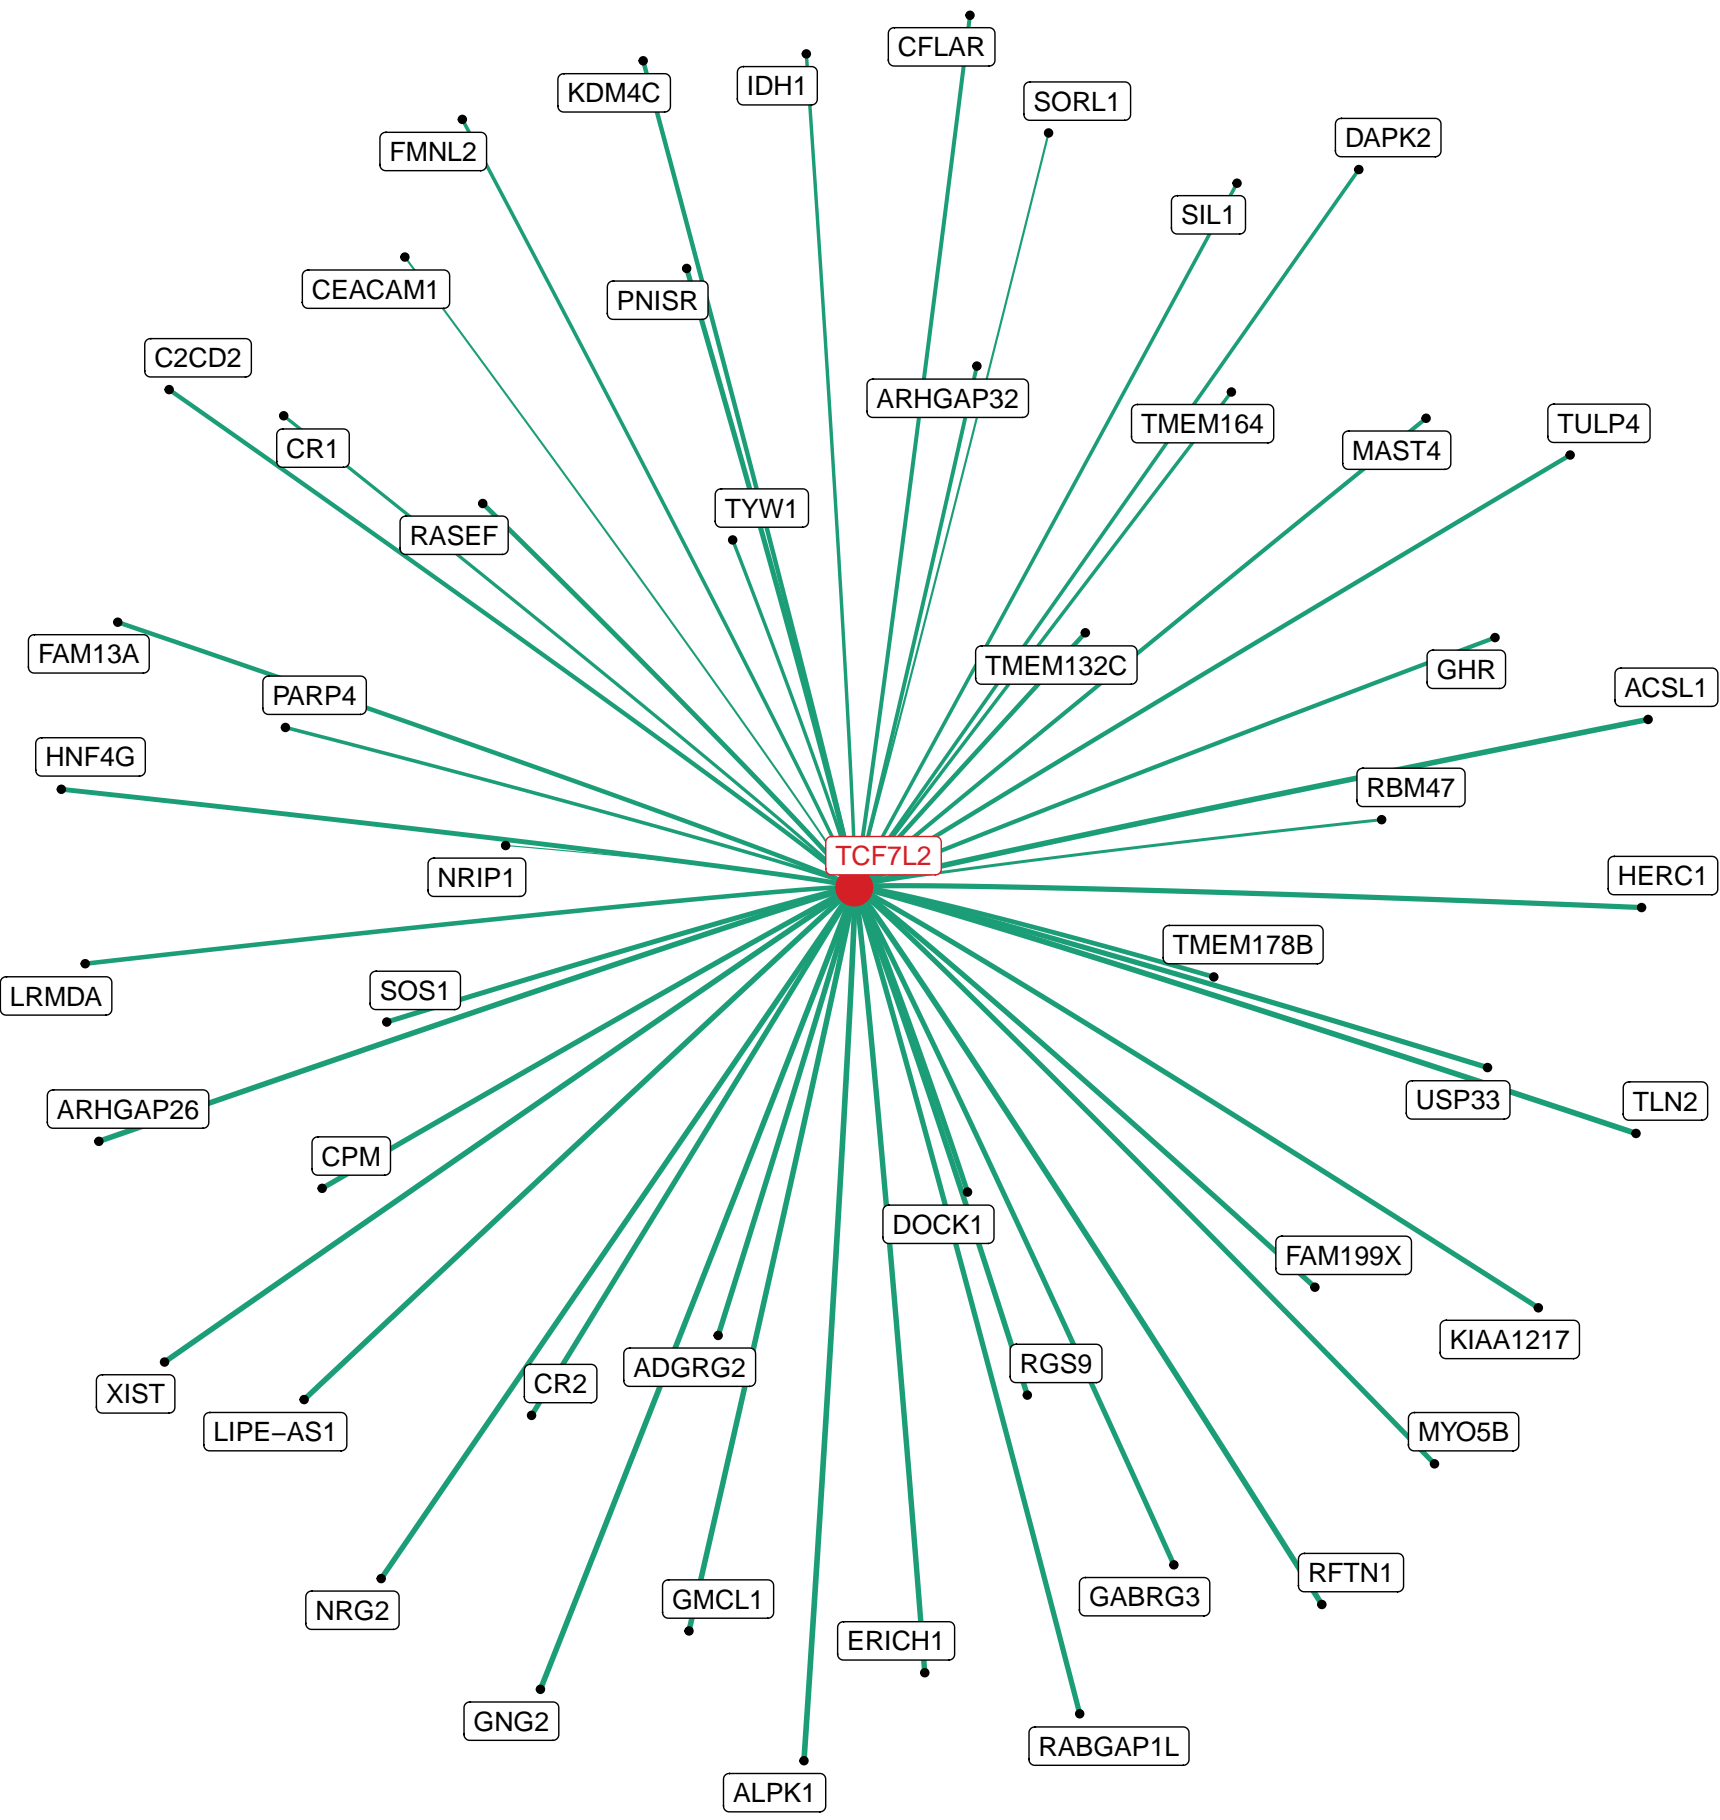 CFLAR
KDM4C
IDH1
SORL1
DAPK2
FMNL2
SIL1
CEACAM1
PNISR
C2CD2
ARHGAP32
TMEM164
TULP4
CR1
MAST4
TYW1
RASEF
FAM13A
TMEM132C
GHR
PARP4
ACSL1
HNF4G
RBM47
TCF7L2
NRIP1
HERC1
TMEM178B
SOS1
LRMDA
USP33
TLN2
ARHGAP26
CPM
DOCK1
FAM199X
KIAA1217
RGS9
ADGRG2
CR2
XIST
LIPE−AS1
MYO5B
RFTN1
GABRG3
GMCL1
NRG2
ERICH1
GNG2
RABGAP1L
ALPK1